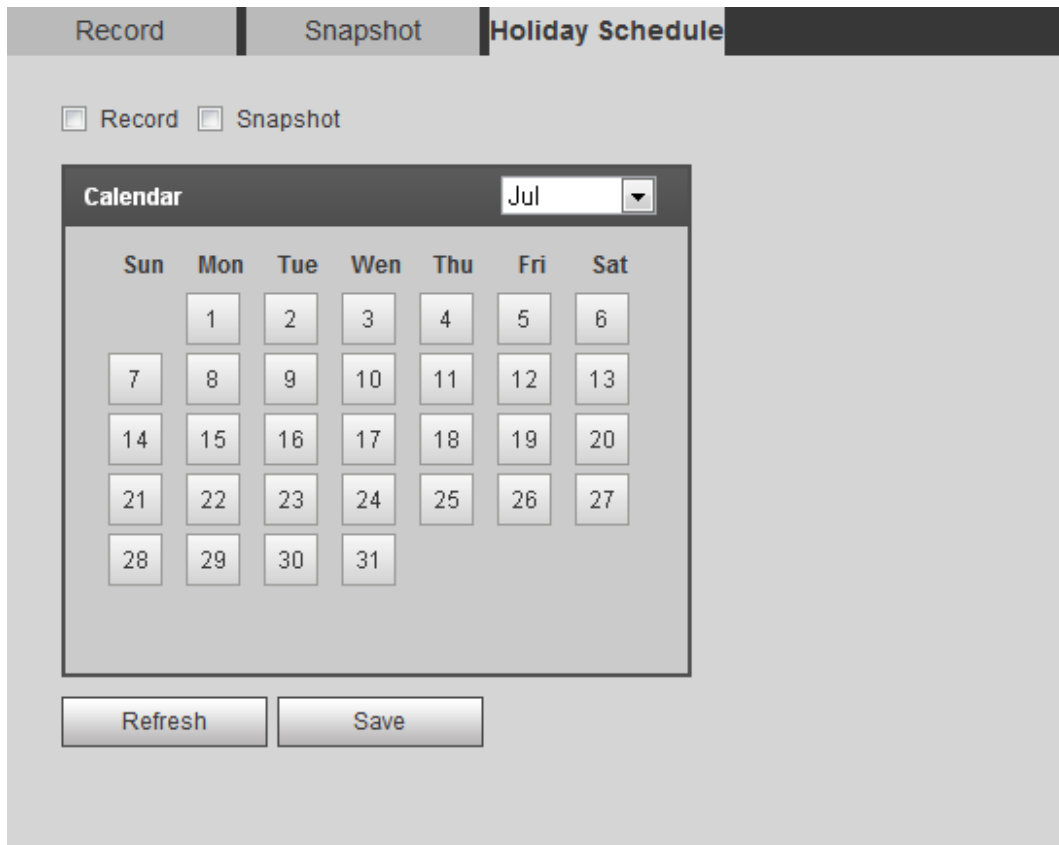 Record Snapshot Holiday Schedule
Record Snapshot
Calendar Jul
Sun Mon Tue Wen Thu Fri Sat
1 2 3 4 5 6
7 8 9 10 11 12 13
14 15 16 17 18 19 20
21 22 23 24 25 26 27
28 29 30 31
Refresh Save